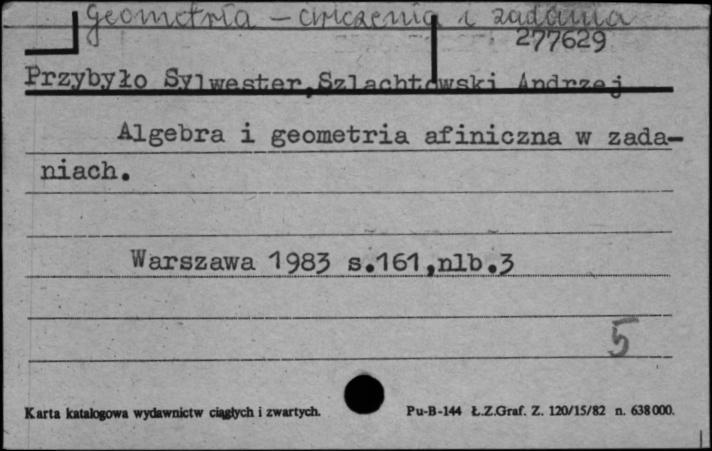 Geometria – ćwiczenia i zadania
277629
Przybyło Sylwester,Szlachtowski Andrzej
Algebra i geometria afiniczna w zada-
niach.
Warszawa 1983 s.161,nlb.3
5
Karta katalogowa wydawnictw ciągłych i zwartych.
Pu-B-144 Ł.Z.Graf. Z. 120/15/82 n. 638000.